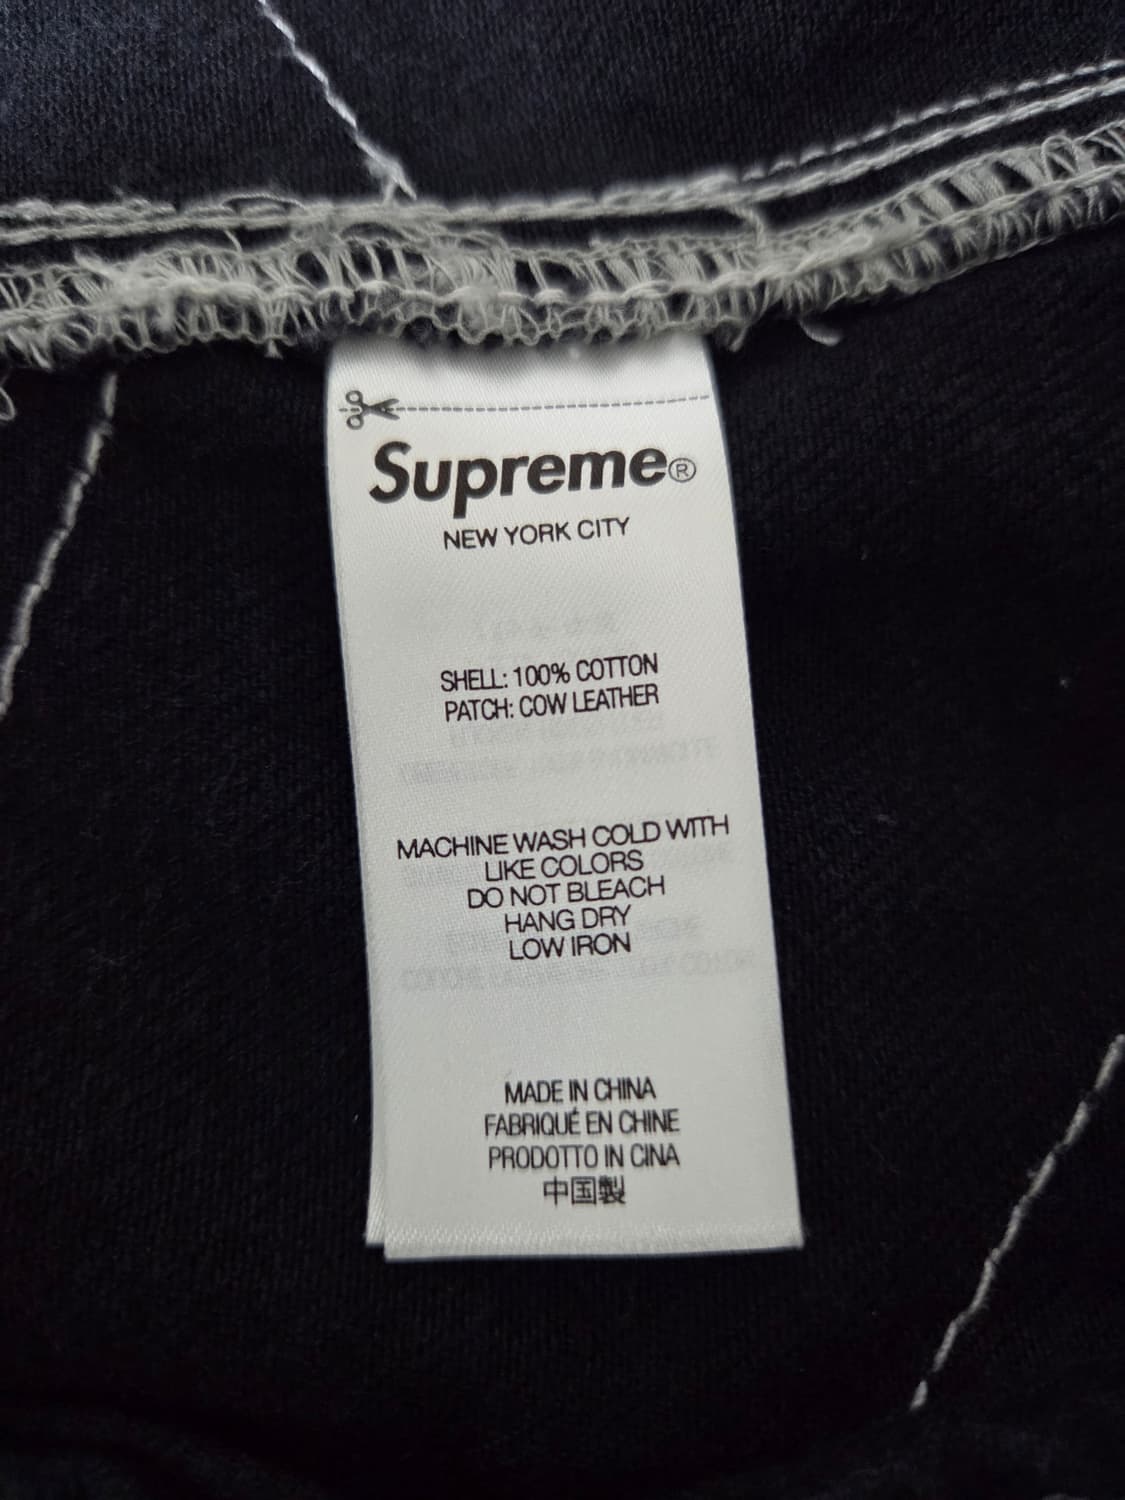 Supreme®
NEW YORK CITY
SHELL: 100% COTTON
PATCH: COW LEATHER
MACHINE WASH COLD WITH
LIKE COLORS
DO NOT BLEACH
HANG DRY
LOW IRON
MADE IN CHINA
FABRIQUÉ EN CHINE
PRODOTTO IN CINA
中国製